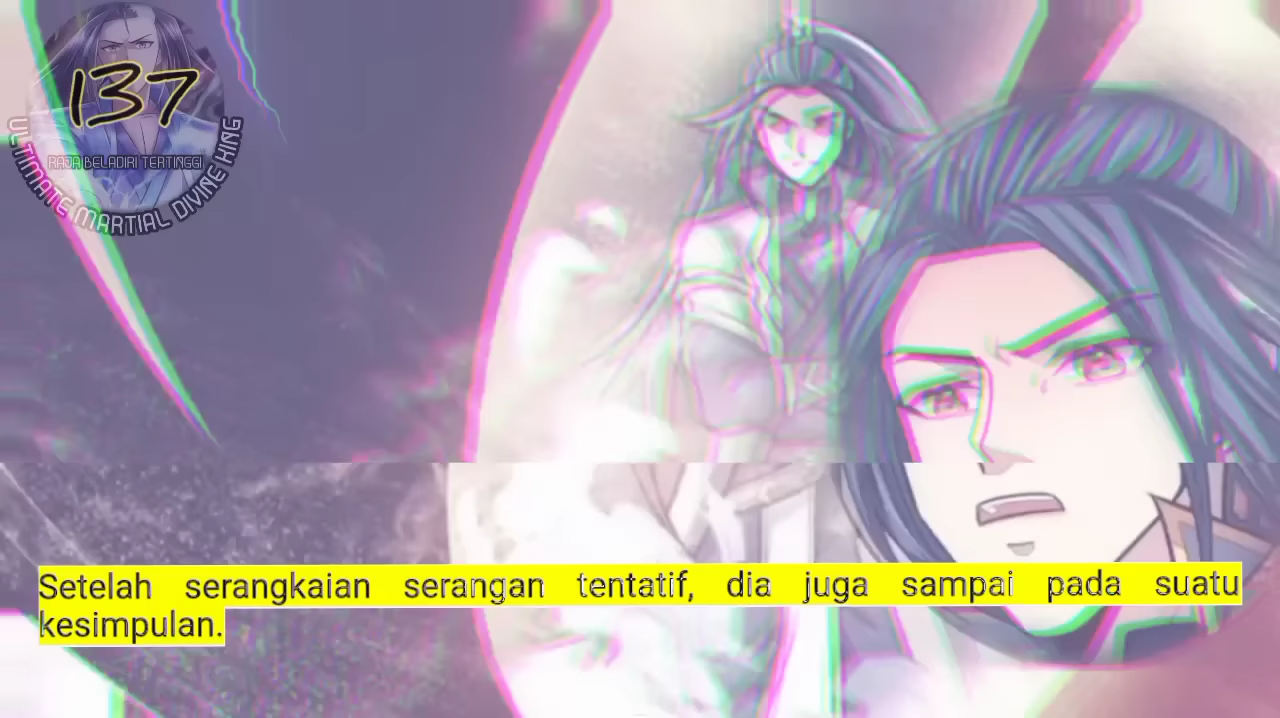 137
RAJA BELADIRI TERTINGGI
ULTIMATE MARTIAL DIVINE KING
Setelah serangkaian serangan tentatif, dia juga sampai pada suatu
kesimpulan.